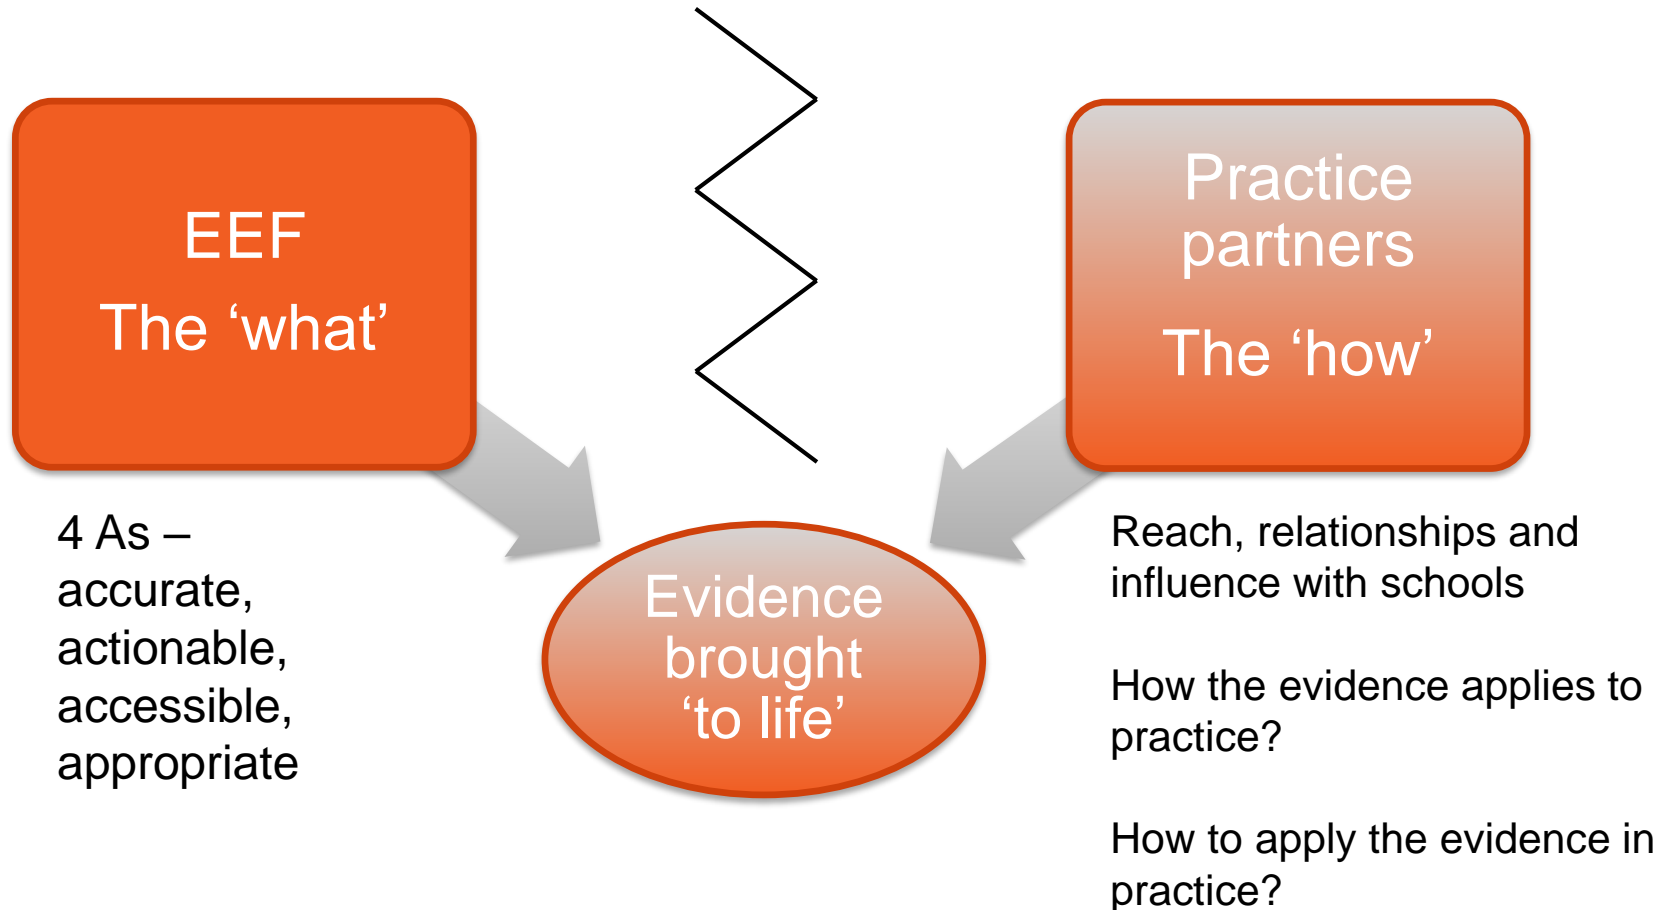 EEF
The ‘what’
4 As –
accurate,
actionable,
accessible,
appropriate
Evidence
brought
‘to life’
Practice
partners
The ‘how’
Reach, relationships and
influence with schools
How the evidence applies to
practice?
How to apply the evidence in
practice?